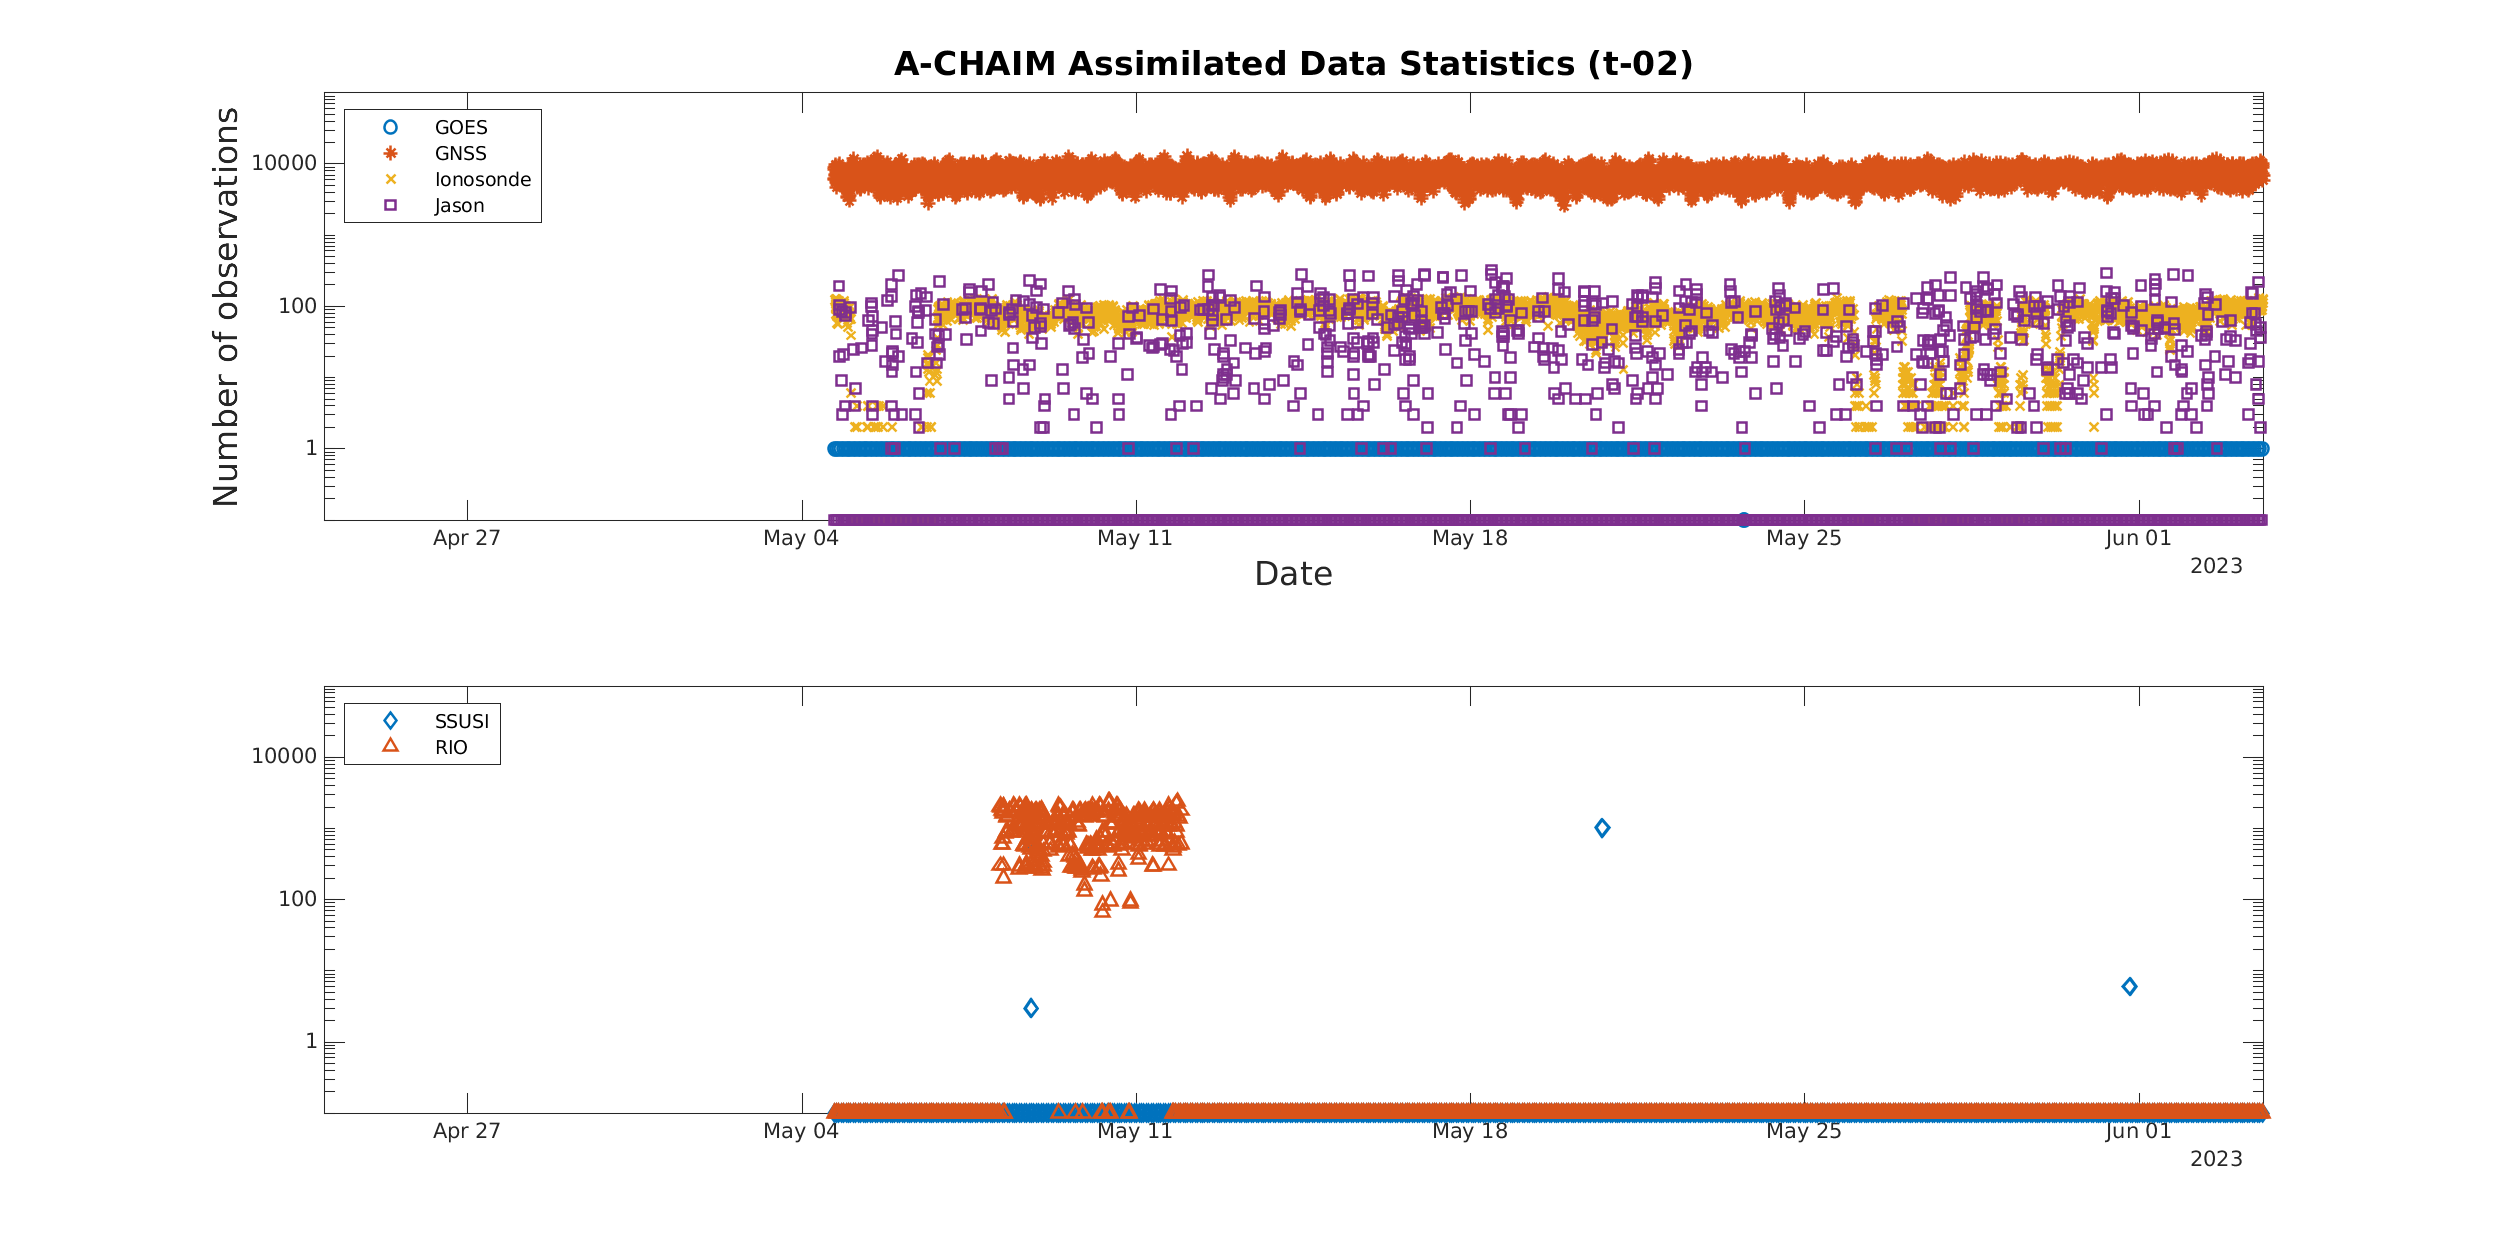 A-CHAIM Assimilated Data Statistics (t-02)
Number of observations
10000
100
1
GOES
GNSS
Ionosonde
Jason
Apr 27
May 04
May 11
May 18
May 25
Jun 01
2023
Date
10000
100
1
SSUSI
RIO
Apr 27
May 04
May 11
May 18
May 25
Jun 01
2023